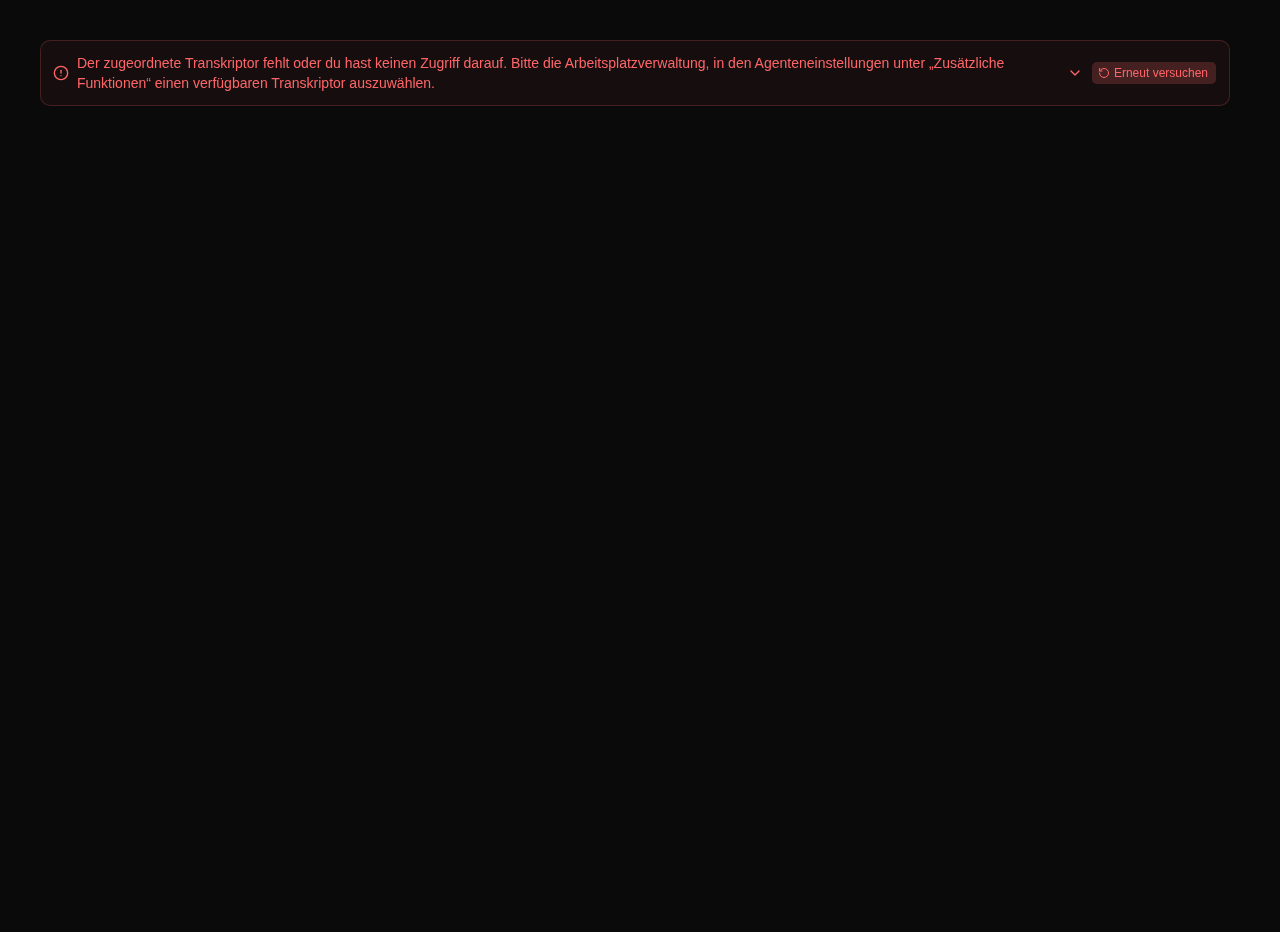 Der zugeordnete Transkriptor fehlt oder du hast keinen Zugriff darauf. Bitte die Arbeitsplatzverwaltung, in den Agenteneinstellungen unter „Zusätzliche
Funktionen“ einen verfügbaren Transkriptor auszuwählen.
Erneut versuchen